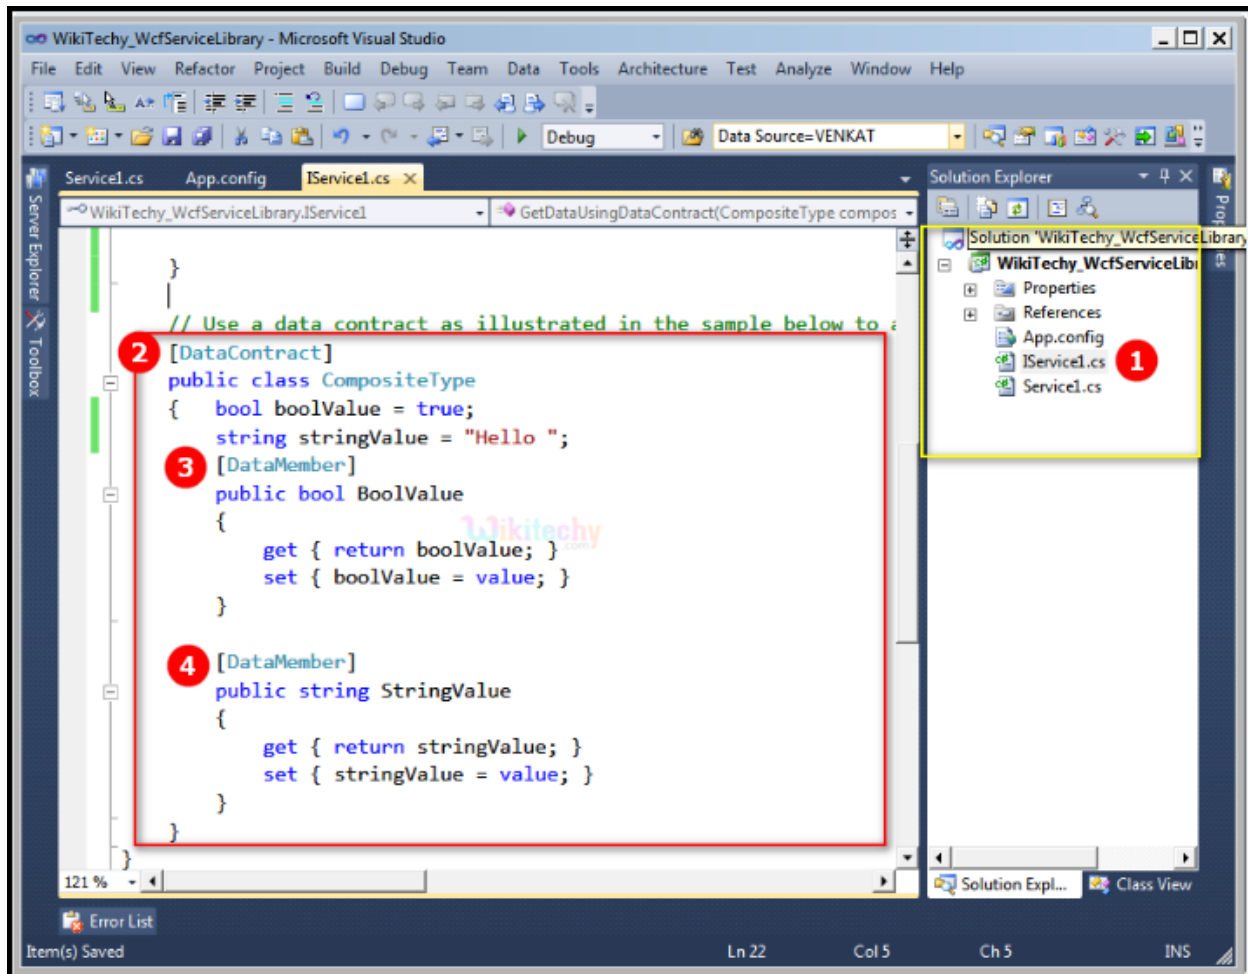 WikiTechy_WcfServiceLibrary - Microsoft Visual Studio
File Edit View Refactor Project Build Debug Team Data Tools Architecture Test Analyze Window Help
Debug Data Source=VENKAT
Service1.cs App.config IService1.cs
WikiTechy_WcfServiceLibrary.IService1 GetDataUsingDataContract(CompositeType compos
}
// Use a data contract as illustrated in the sample below to a
2 [DataContract]
public class CompositeType
{ bool boolValue = true;
string stringValue = "Hello ";
3 [DataMember]
public bool BoolValue
{
Wikitechy
.com
get { return boolValue; }
set { boolValue = value; }
}
4 [DataMember]
public string StringValue
{
get { return stringValue; }
set { stringValue = value; }
}
}
}
121 %
Server Explorer
Toolbox
Solution Explorer
Solution 'WikiTechy_WcfServiceLibrary
WikiTechy_WcfServiceLib
Properties
References
App.config
IService1.cs 1
Service1.cs
Solution Expl... Class View
Error List
Item(s) Saved Ln 22 Col 5 Ch 5 INS